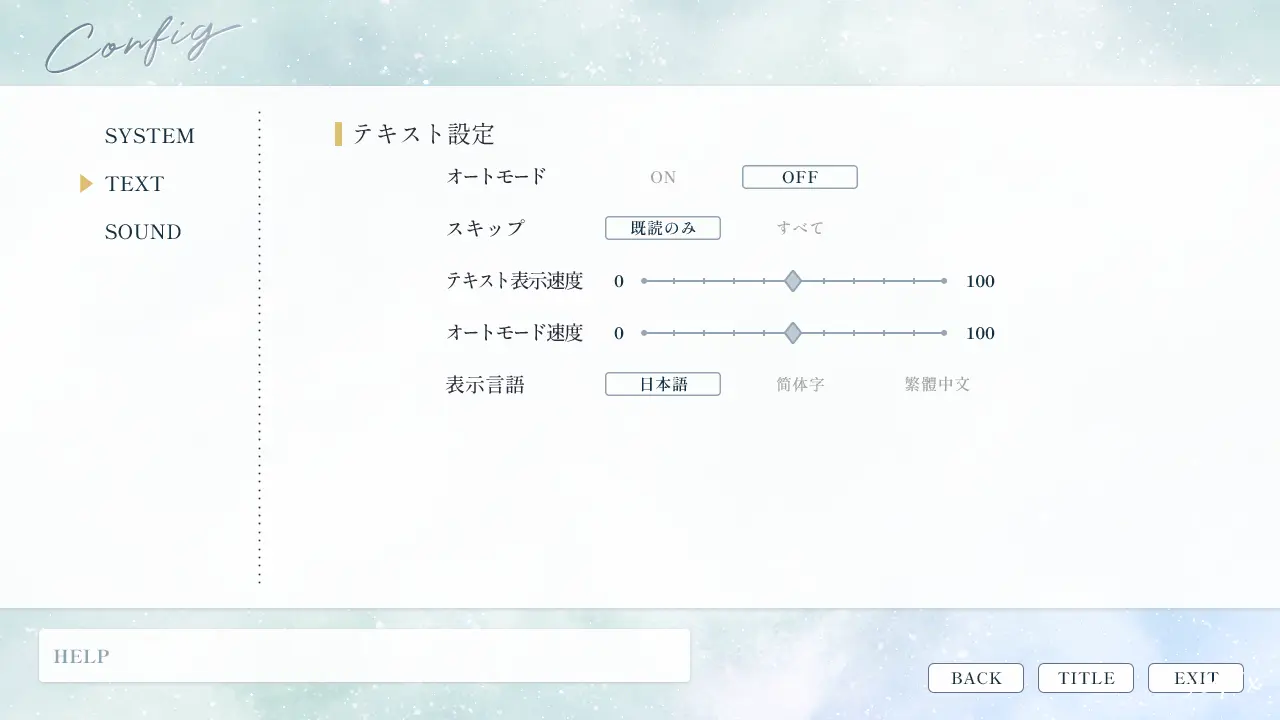 Config
SYSTEM
TEXT
SOUND
テキスト設定
オートモード ON OFF
スキップ 既読のみ すべて
テキスト表示速度 0 100
オートモード速度 0 100
表示言語 日本語 简体字 繁體中文
HELP
BACK TITLE EXIT